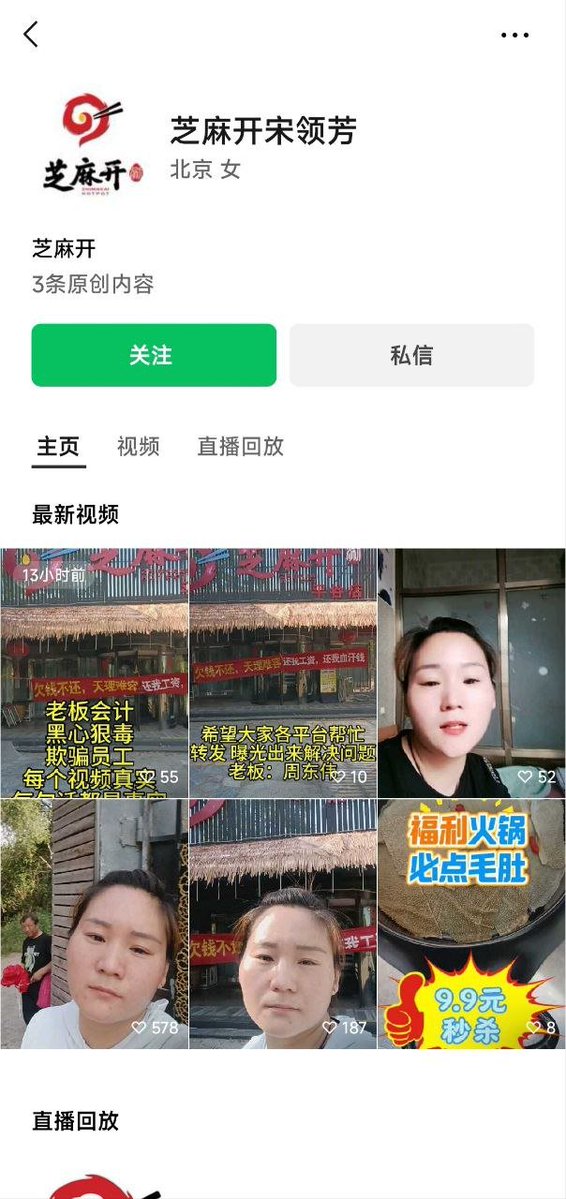 芝麻开
芝麻开宋领芳
北京 女
芝麻开
3条原创内容
关注
私信
主页
视频
直播回放
最新视频
13小时前
芝麻开
欠钱不还，天理难容 还我工资，
老板会计
黑心狠毒
欺骗员工
每个视频真实
55
芝麻开
欠钱不还，天理难容 还我工资，还我血汗钱
希望大家各平台帮忙
转发 曝光出来解决问题
老板：周东伟
10
52
578
欠钱不
187
福利火锅
必点毛肚
9.9元
秒杀
8
直播回放